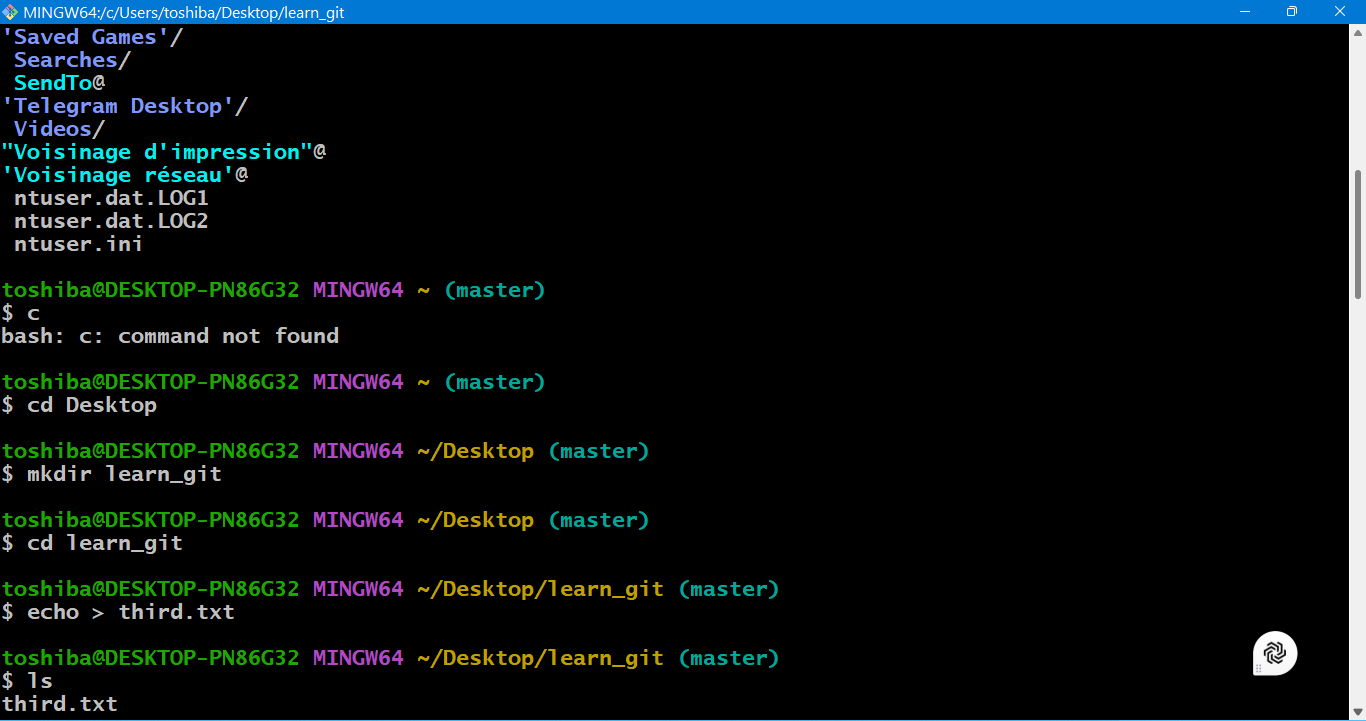 MINGW64:/c/Users/toshiba/Desktop/learn_git
'Saved Games'/
Searches/
SendTo@
'Telegram Desktop'/
Videos/
"Voisinage d'impression"@
'Voisinage réseau'@
ntuser.dat.LOG1
ntuser.dat.LOG2
ntuser.ini
toshiba@DESKTOP-PN86G32 MINGW64 ~ (master)
$ c
bash: c: command not found
toshiba@DESKTOP-PN86G32 MINGW64 ~ (master)
$ cd Desktop
toshiba@DESKTOP-PN86G32 MINGW64 ~/Desktop (master)
$ mkdir learn_git
toshiba@DESKTOP-PN86G32 MINGW64 ~/Desktop (master)
$ cd learn_git
toshiba@DESKTOP-PN86G32 MINGW64 ~/Desktop/learn_git (master)
$ echo > third.txt
toshiba@DESKTOP-PN86G32 MINGW64 ~/Desktop/learn_git (master)
$ ls
third.txt